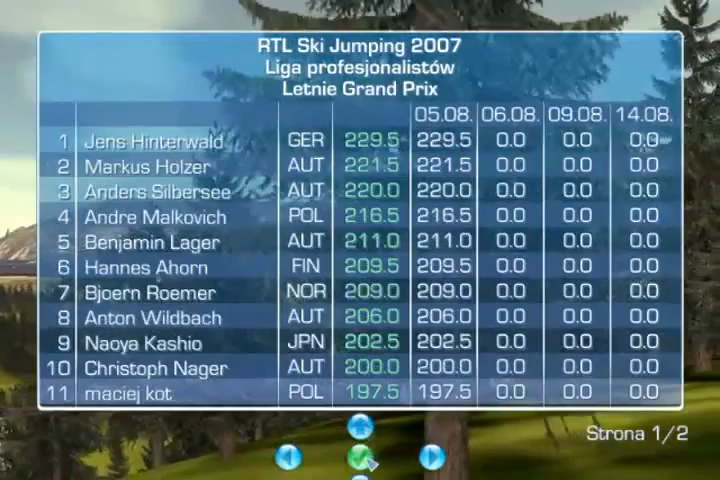 RTL Ski Jumping 2007
Liga profesjonalistów
Letnie Grand Prix
05.08. 06.08. 09.08. 14.08.
1 Jens Hinterwald GER 229.5 229.5 0.0 0.0 0.0
2 Markus Holzer AUT 221.5 221.5 0.0 0.0 0.0
3 Anders Silbersee AUT 220.0 220.0 0.0 0.0 0.0
4 Andre Malkovich POL 216.5 216.5 0.0 0.0 0.0
5 Benjamin Lager AUT 211.0 211.0 0.0 0.0 0.0
6 Hannes Ahorn FIN 209.5 209.5 0.0 0.0 0.0
7 Bjoern Roemer NOR 209.0 209.0 0.0 0.0 0.0
8 Anton Wildbach AUT 206.0 206.0 0.0 0.0 0.0
9 Naoya Kashio JPN 202.5 202.5 0.0 0.0 0.0
10 Christoph Nager AUT 200.0 200.0 0.0 0.0 0.0
11 maciej kot POL 197.5 197.5 0.0 0.0 0.0
Strona 1/2